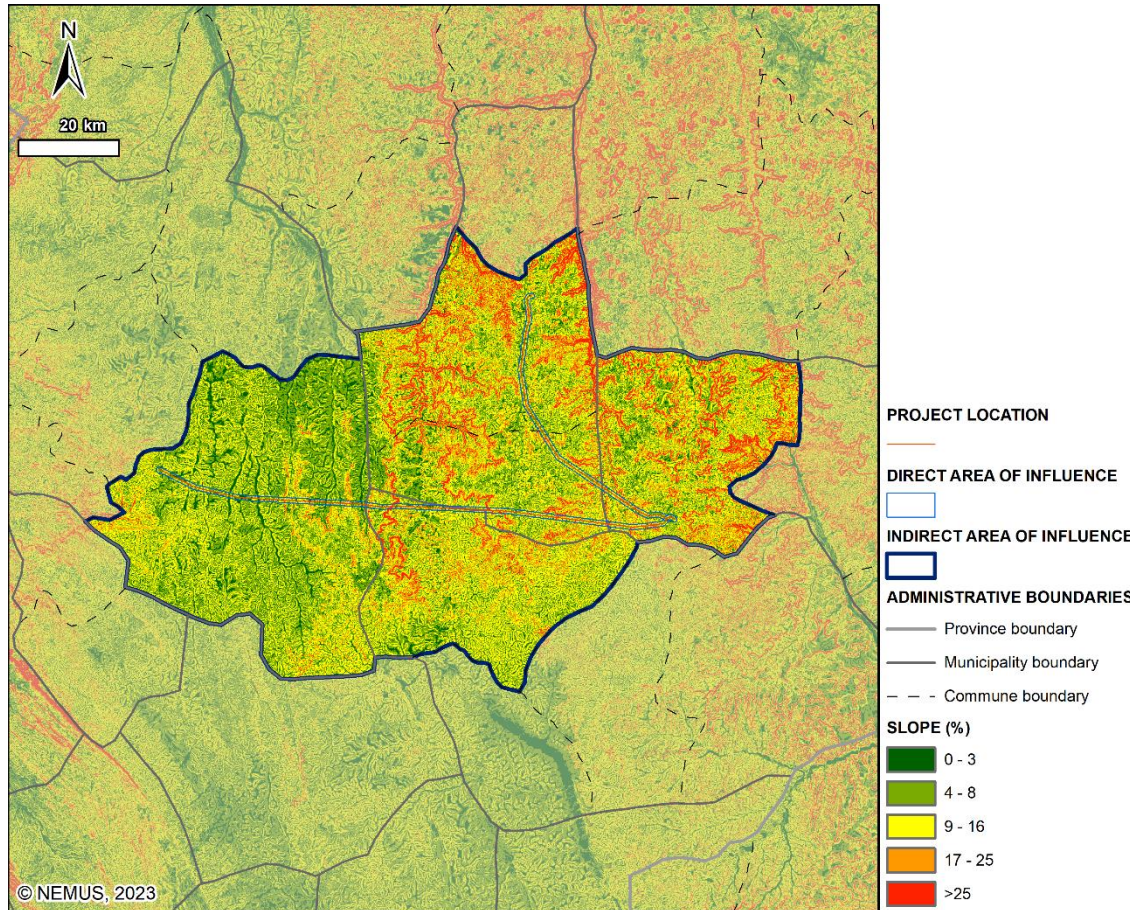 N
20 km
© NEMUS, 2023
PROJECT LOCATION
DIRECT AREA OF INFLUENCE
INDIRECT AREA OF INFLUENCE
ADMINISTRATIVE BOUNDARIES
Province boundary
Municipality boundary
Commune boundary
SLOPE (%)
0 - 3
4 - 8
9 - 16
17 - 25
>25